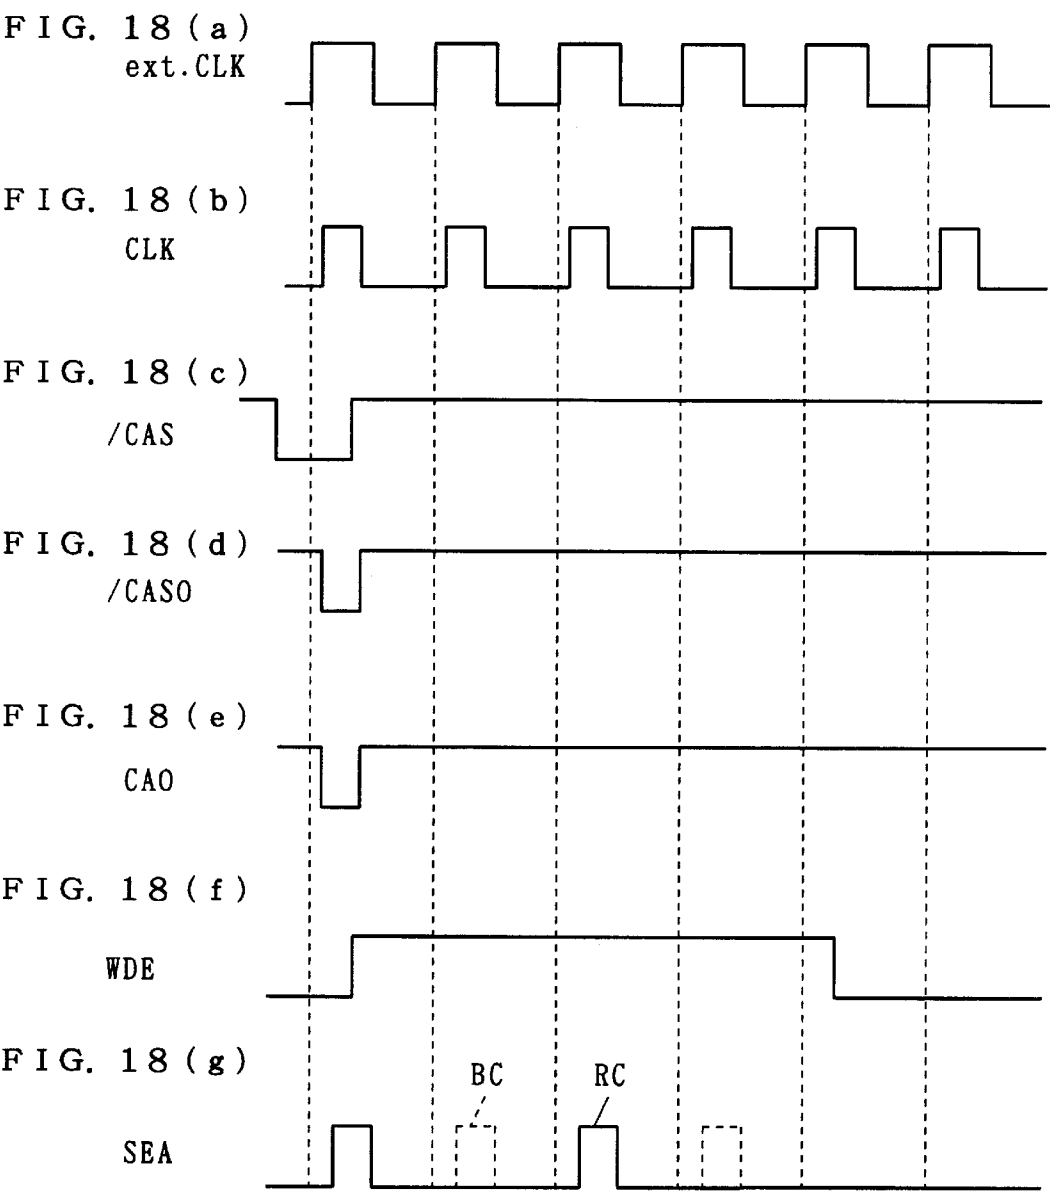 FIG. 18 (a)
ext.CLK
FIG. 18 (b)
CLK
FIG. 18 (c)
/CAS
FIG. 18 (d)
/CAS0
FIG. 18 (e)
CA0
FIG. 18 (f)
WDE
FIG. 18 (g)
BC RC
SEA